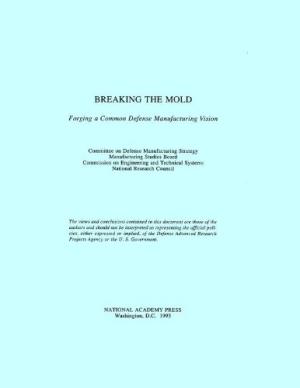 BREAKING THE MOLD
Forging a Common Defense Manufacturing Vision
Committee on Defense Manufacturing Strategy
Manufacturing Studies Board
Commission on Engineering and Technical Systems
National Research Council
The views and conclusions contained in this document are those of the
authors and should not be interpreted as representing the official poli-
cies, either expressed or implied, of the Defense Advanced Research
Projects Agency or the U. S. Government.
NATIONAL ACADEMY PRESS
Washington, D.C. 1993